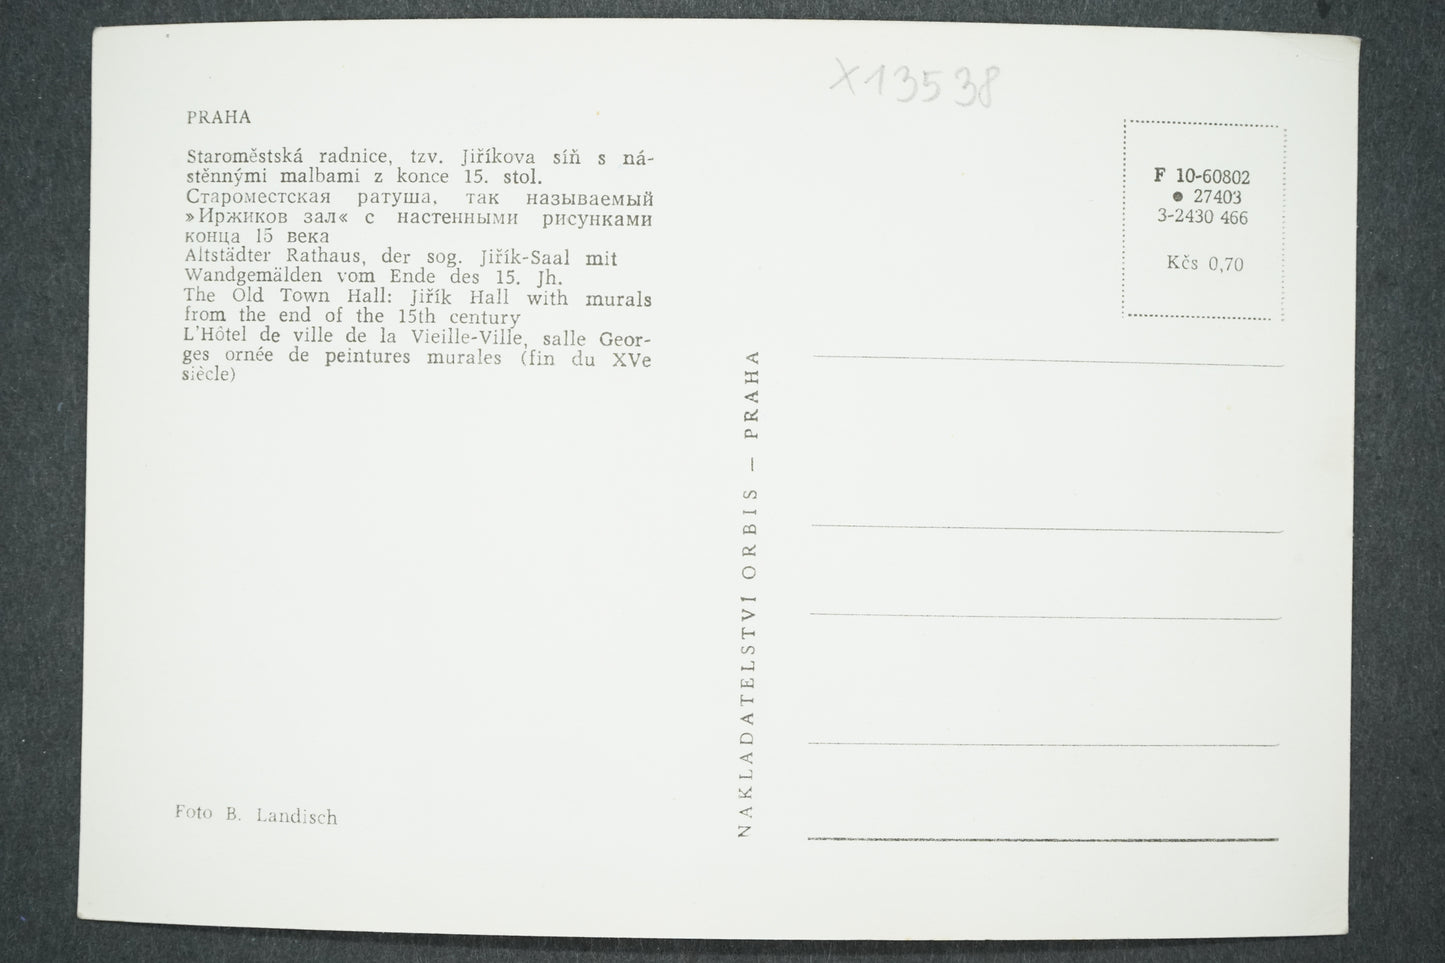 X13538
PRAHA
Staroměstská radnice, tzv. Jiříkova síň s ná-
stěnnými malbami z konce 15. stol.
Староместская ратуша, так называемый
»Иржиков зал« с настенными рисунками
конца 15 века
Altstädter Rathaus, der sog. Jiřík-Saal mit
Wandgemälden vom Ende des 15. Jh.
The Old Town Hall: Jiřík Hall with murals
from the end of the 15th century
L'Hôtel de ville de la Vieille-Ville, salle Geor-
ges ornée de peintures murales (fin du XVe
siècle)
Foto B. Landisch
NAKLADATELSTVÍ ORBIS – PRAHA
F 10-60802
● 27403
3-2430 466
Kčs 0,70